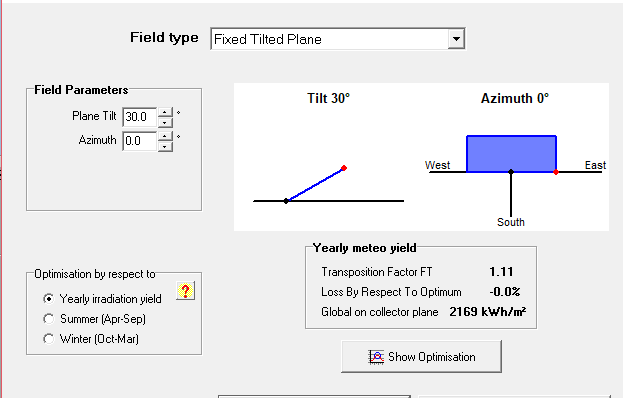 Field type Fixed Tilted Plane
Field Parameters
Plane Tilt 30.0 °
Azimuth 0.0 °
Tilt 30° Azimuth 0°
West East
South
Optimisation by respect to
Yearly irradiation yield ?
Summer (Apr-Sep)
Winter (Oct-Mar)
Yearly meteo yield
Transposition Factor FT 1.11
Loss By Respect To Optimum -0.0%
Global on collector plane 2169 kWh/m²
Show Optimisation